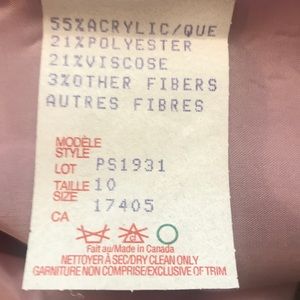 55%ACRYLIC/QUE
21%POLYESTER
21%VISCOSE
3%OTHER FIBERS
AUTRES FIBRES
MODÈLE
STYLE
LOT PS1931
TAILLE 10
SIZE
CA 17405
Fait au/Made in Canada
NETTOYER À SEC/DRY CLEAN ONLY
GARNITURE NON COMPRISE/EXCLUSIVE OF TRIM